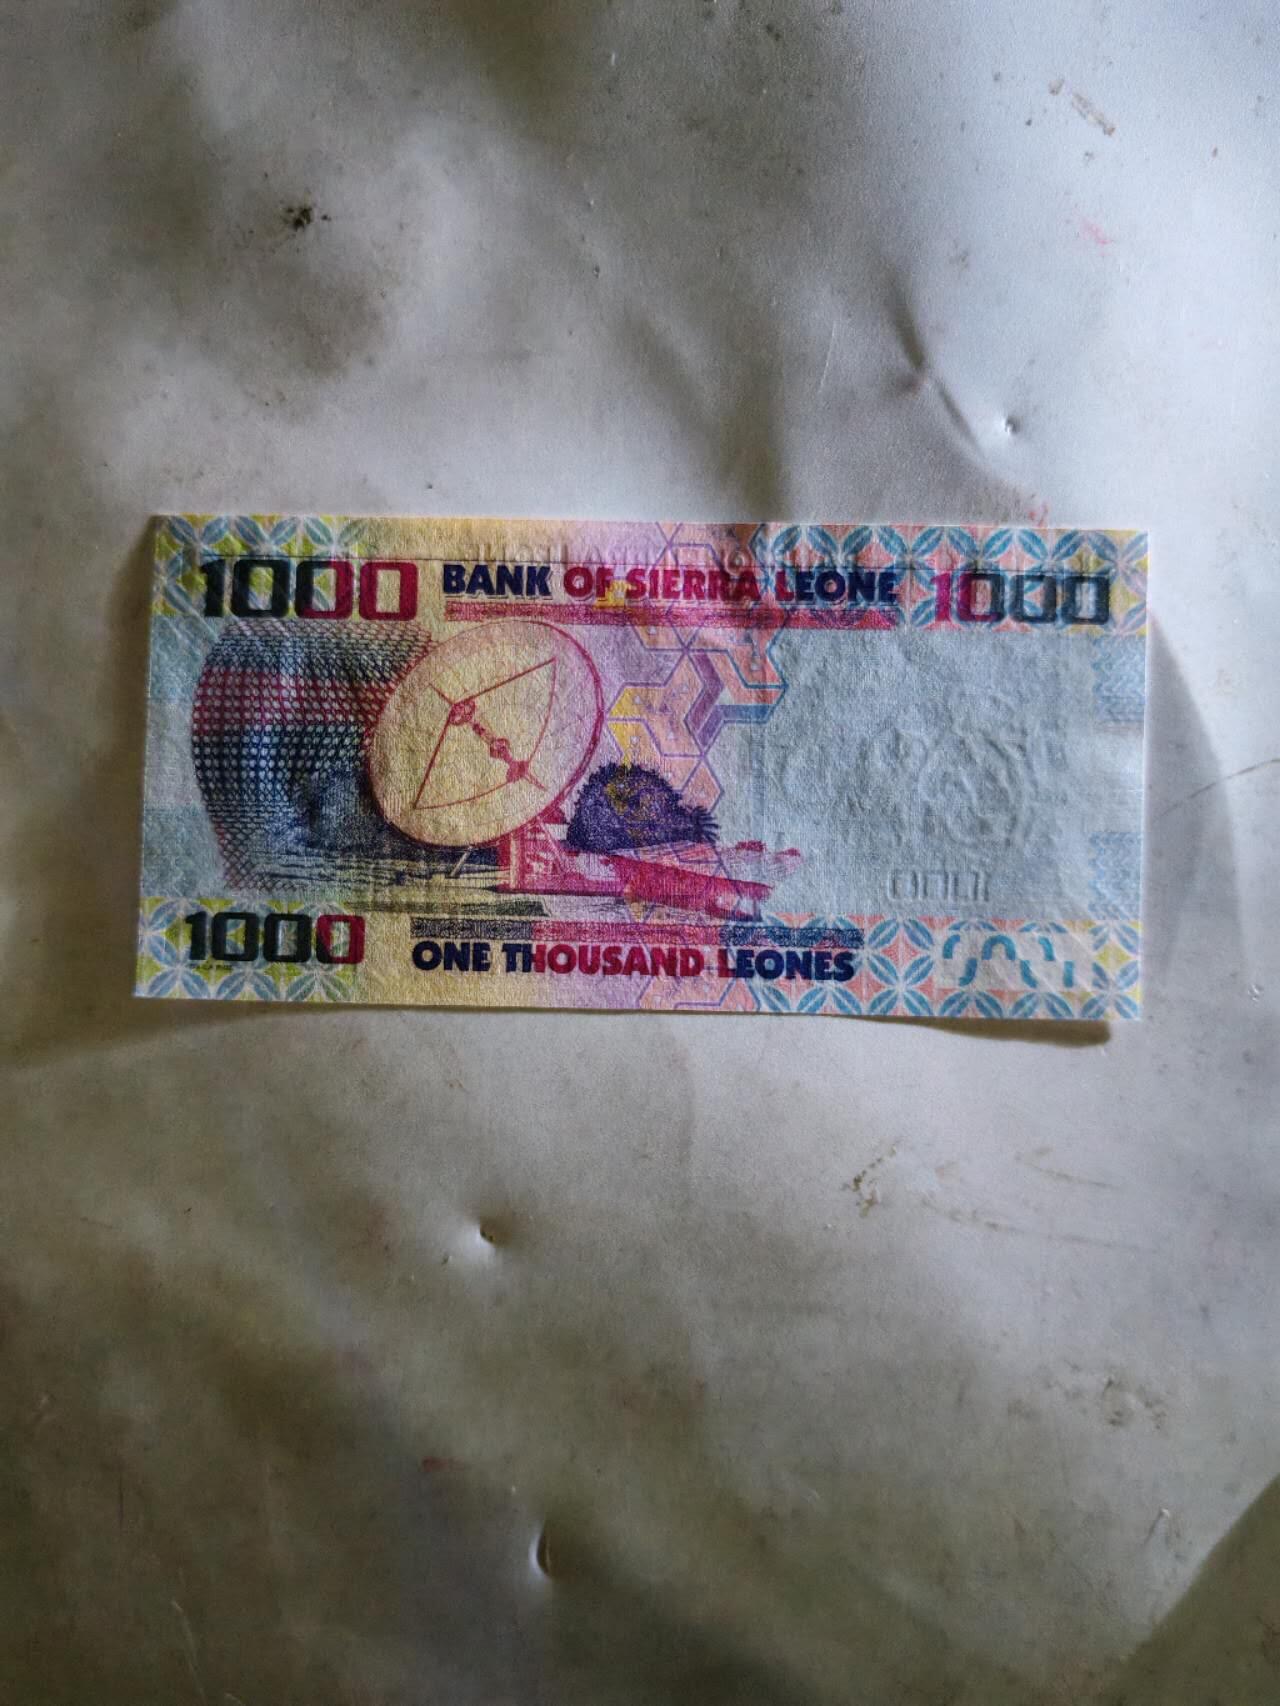 1000 BANK OF SIERRA LEONE 1000
1000 ONE THOUSAND LEONES